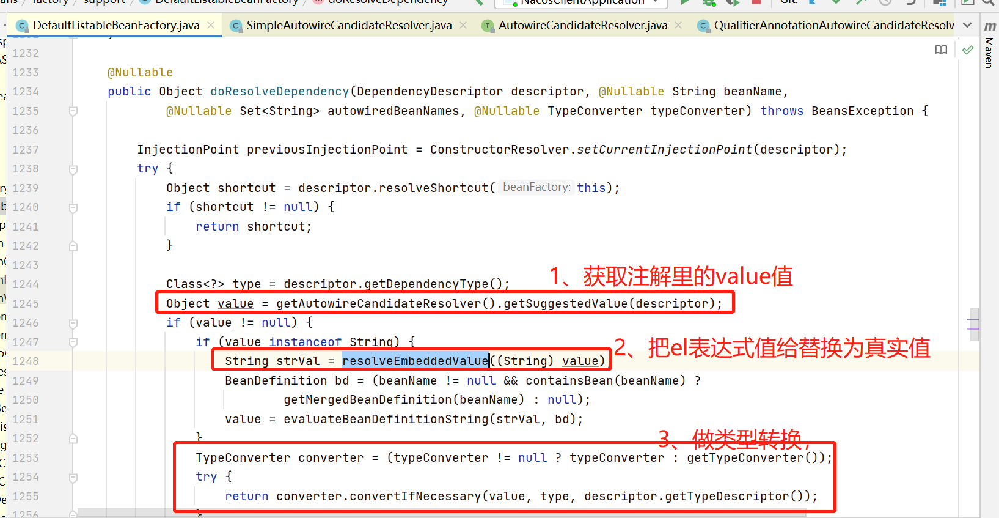 factory / support / DefaultListableBeanFactory / doResolveDependency NacosClientApplication Git:
DefaultListableBeanFactory.java SimpleAutowireCandidateResolver.java AutowireCandidateResolver.java QualifierAnnotationAutowireCandidateResolv
Maven
1232
1233 @Nullable
1234 public Object doResolveDependency(DependencyDescriptor descriptor, @Nullable String beanName,
1235 @Nullable Set<String> autowiredBeanNames, @Nullable TypeConverter typeConverter) throws BeansException {
1236
1237 InjectionPoint previousInjectionPoint = ConstructorResolver.setCurrentInjectionPoint(descriptor);
1238 try {
1239 Object shortcut = descriptor.resolveShortcut( beanFactory: this);
1240 if (shortcut != null) {
1241 return shortcut;
1242 }
1243
1、获取注解里的value值
1244 Class<?> type = descriptor.getDependencyType();
1245 Object value = getAutowireCandidateResolver().getSuggestedValue(descriptor);
1246 if (value != null) {
1247 if (value instanceof String) {
2、把el表达式值给替换为真实值
1248 String strVal = resolveEmbeddedValue((String) value);
1249 BeanDefinition bd = (beanName != null && containsBean(beanName) ?
1250 getMergedBeanDefinition(beanName) : null);
1251 value = evaluateBeanDefinitionString(strVal, bd);
1252 }
3、做类型转换,
1253 TypeConverter converter = (typeConverter != null ? typeConverter : getTypeConverter());
1254 try {
1255 return converter.convertIfNecessary(value, type, descriptor.getTypeDescriptor());
1256 }